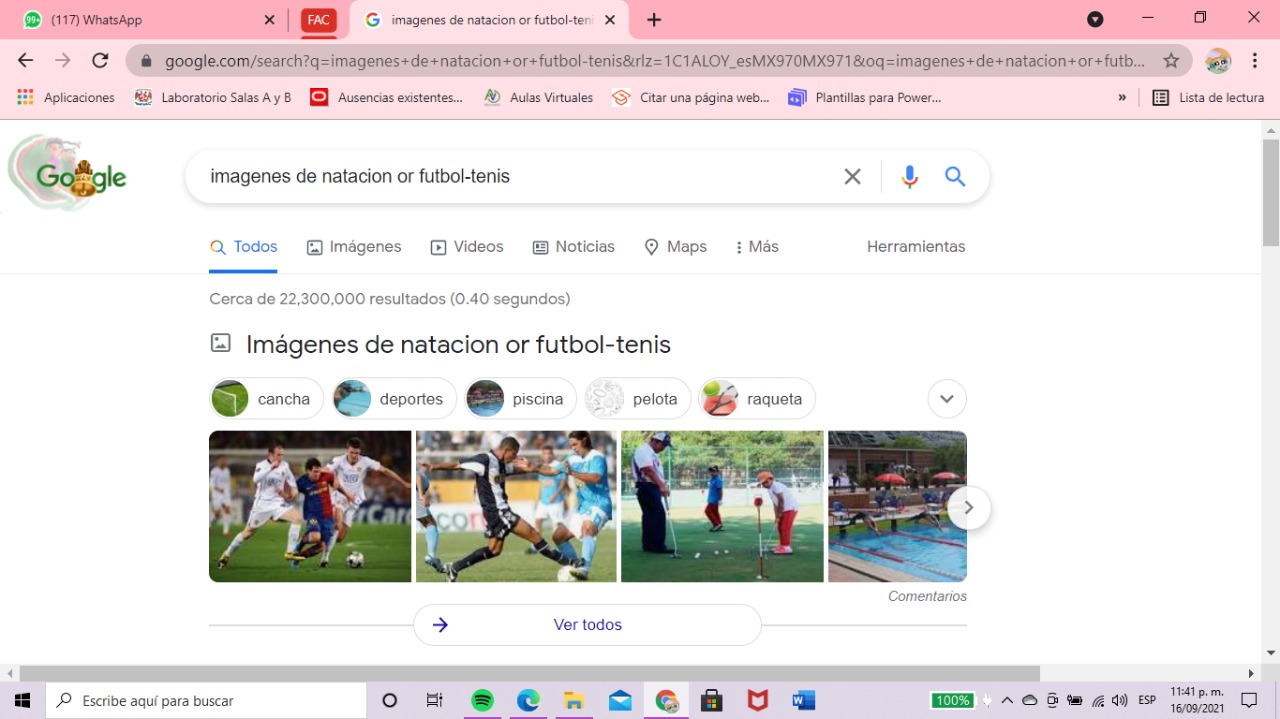 99+ (117) WhatsApp FAC imagenes de natacion or futbol-teni
google.com/search?q=imagenes+de+natacion+or+futbol-tenis&rlz=1C1ALOY_esMX970MX971&oq=imagenes+de+natacion+or+futb...
Aplicaciones Laboratorio Salas A y B Ausencias existentes... Aulas Virtuales Citar una página web... Plantillas para Power... » Lista de lectura
Google imagenes de natacion or futbol-tenis
Todos Imágenes Videos Noticias Maps Más Herramientas
Cerca de 22,300,000 resultados (0.40 segundos)
Imágenes de natacion or futbol-tenis
cancha deportes piscina pelota raqueta
Comentarios
Ver todos
Escribe aquí para buscar 100% ESP 11:41 p. m.
16/09/2021